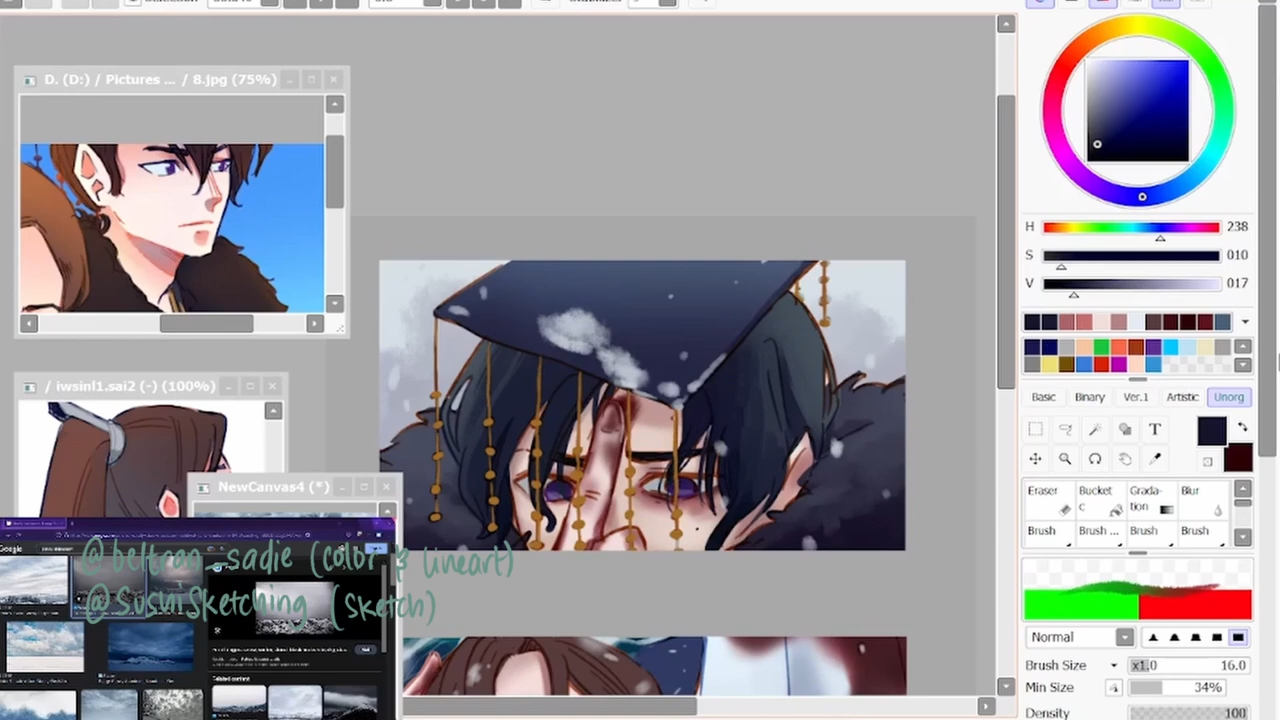 D. (D:) / Pictures ... / 8.jpg (75%)
/ iwsinl1.sai2 (-) (100%)
NewCanvas4 (*)
@beltran_sadie (color & lineart)
@SushiSketching (sketch)
H 238
S 010
V 017
Basic Binary Ver.1 Artistic Unorg
T
Eraser Bucket Grada- Blur
c tion
Brush Brush ... Brush Brush
Normal
Brush Size x1.0 16.0
Min Size 34%
Density 100